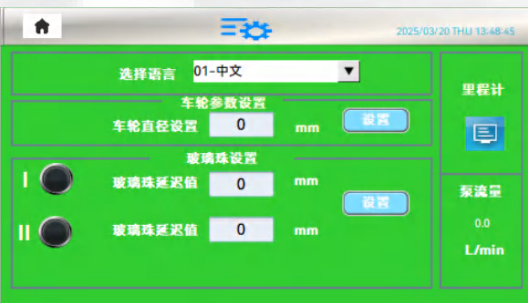 2025/03/20 THU 13:48:45
选择语言 01-中文
车轮参数设置
车轮直径设置 0 mm 设置
玻璃珠设置
I 玻璃珠延迟值 0 mm
设置
II 玻璃珠延迟值 0 mm
里程计
泵流量
0.0
L/min